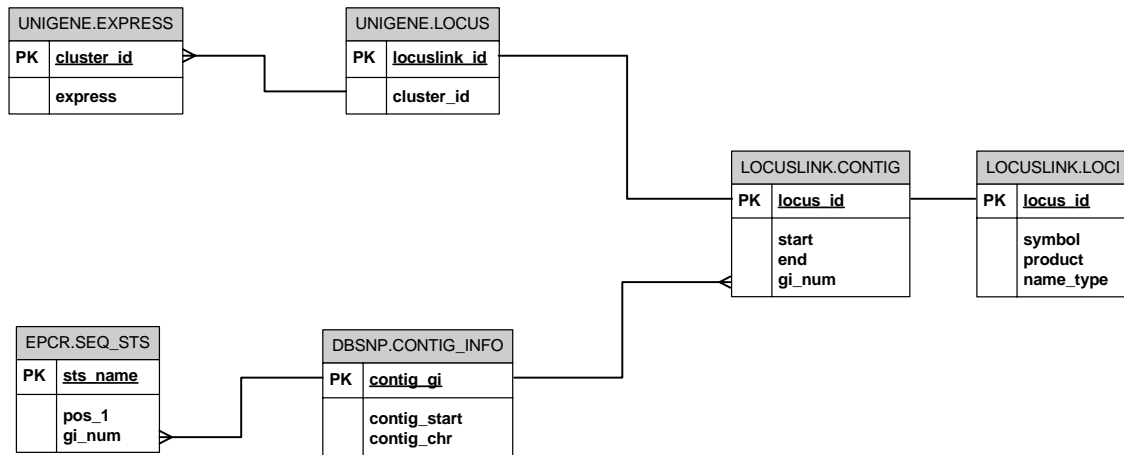 UNIGENE.EXPRESS
PK cluster_id
express
UNIGENE.LOCUS
PK locuslink_id
cluster_id
LOCUSLINK.CONTIG
PK locus_id
start
end
gi_num
LOCUSLINK.LOCI
PK locus_id
symbol
product
name_type
EPCR.SEQ_STS
PK sts_name
pos_1
gi_num
DBSNP.CONTIG_INFO
PK contig_gi
contig_start
contig_chr